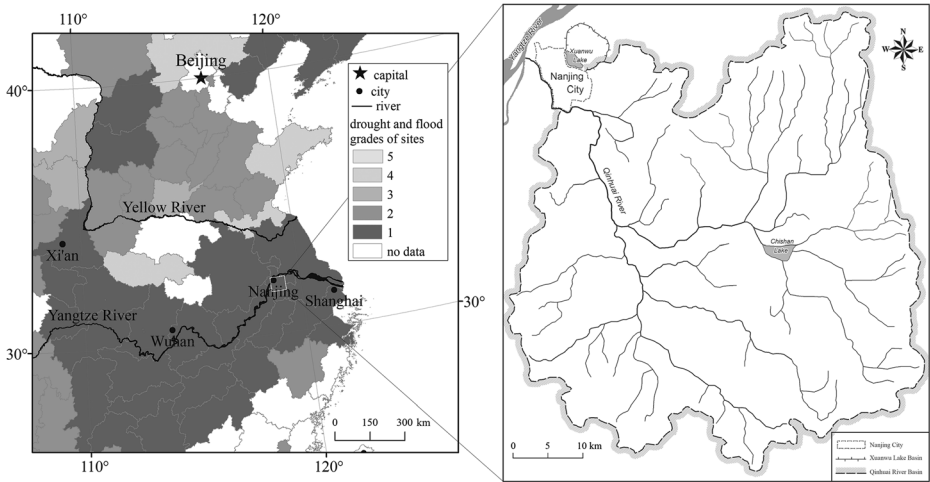 110°
120°
Beijing
40°
capital
city
river
drought and flood
grades of sites
5
4
3
2
1
no data
Yellow River
Xi'an
Nanjing
Shanghai
30°
Yangtze River
Wuhan
30°
0 150 300 km
110°
120°
Yangtze River
Xuanwu
Lake
Nanjing
City
N
W E
S
Qinhuai River
Chishan
Lake
0 5 10 km
Nanjing City
Xuanwu Lake Basin
Qinhuai River Basin